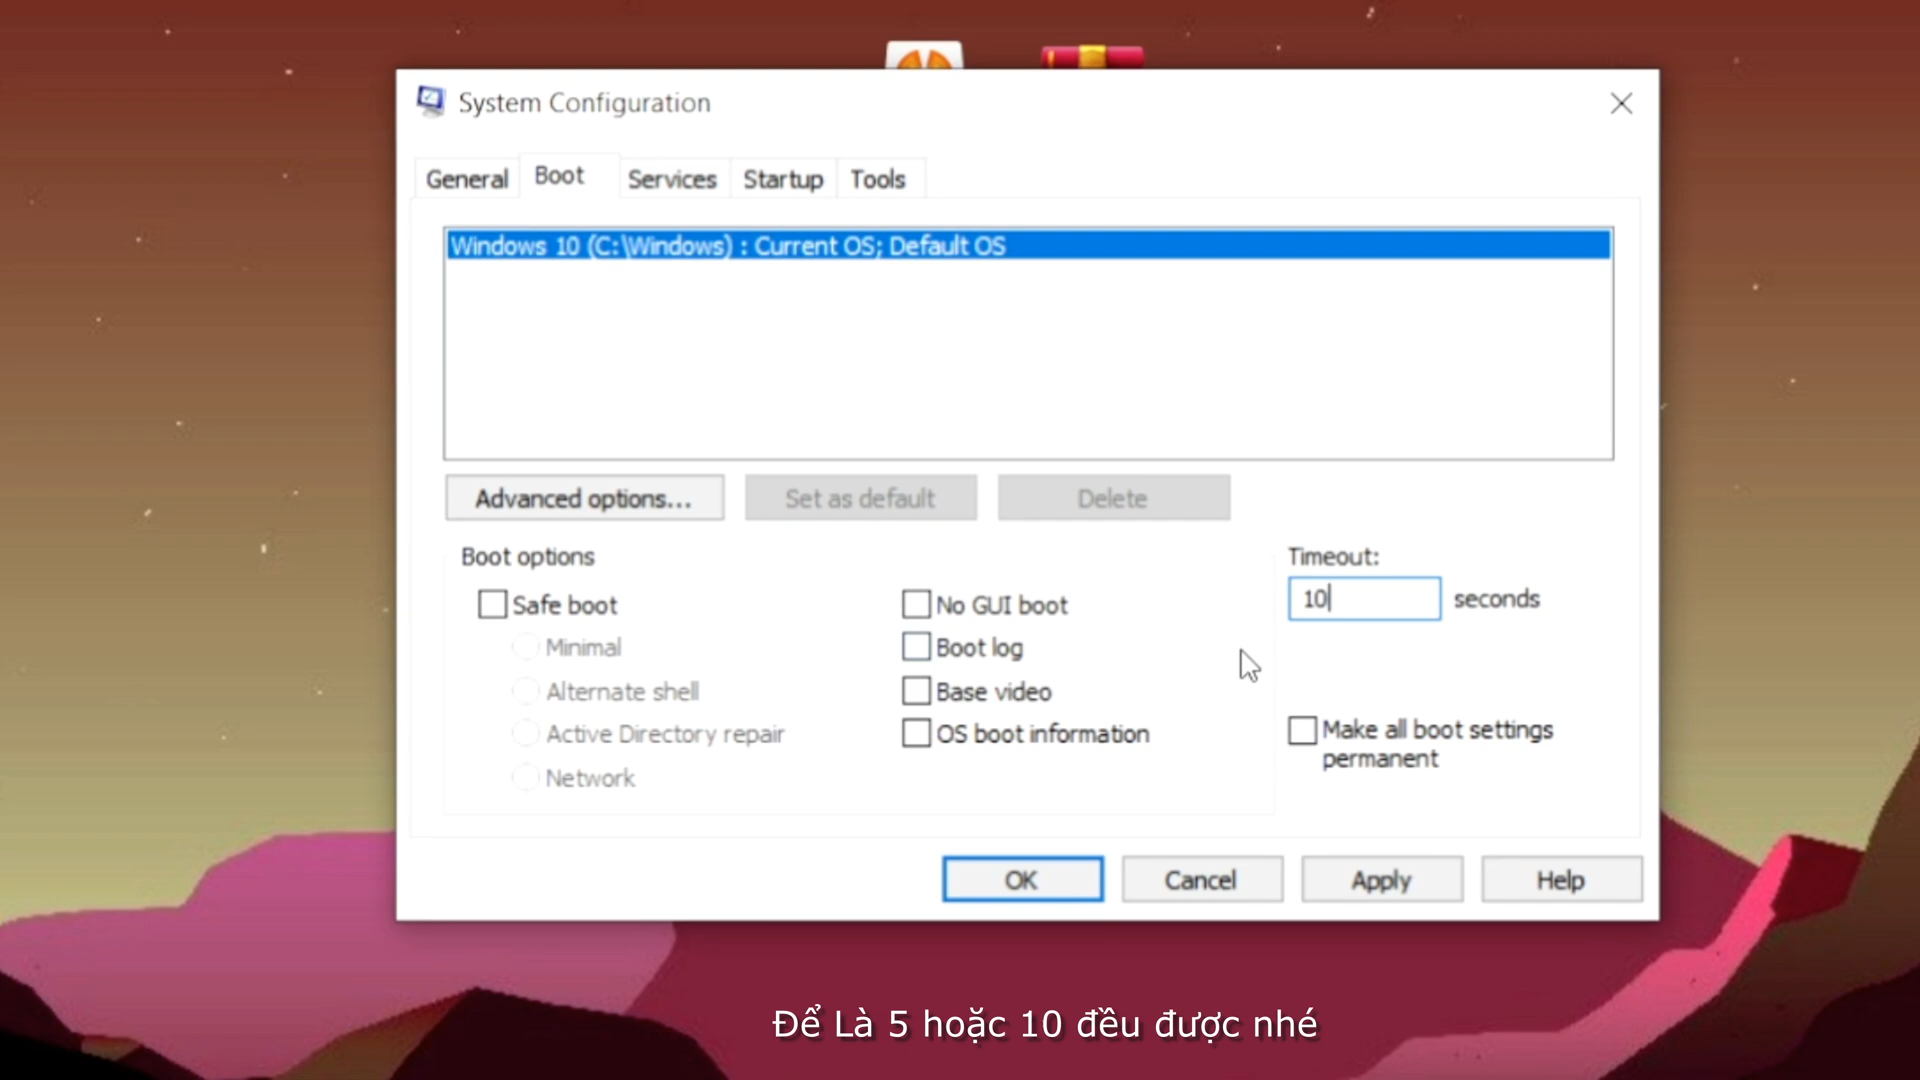 System Configuration
General Boot Services Startup Tools
Windows 10 (C:\Windows) : Current OS; Default OS
Advanced options... Set as default Delete
Boot options
Timeout:
10 seconds
Safe boot
No GUI boot
Minimal
Boot log
Alternate shell
Base video
Active Directory repair
OS boot information
Make all boot settings
permanent
Network
OK Cancel Apply Help
Để Là 5 hoặc 10 đều được nhé